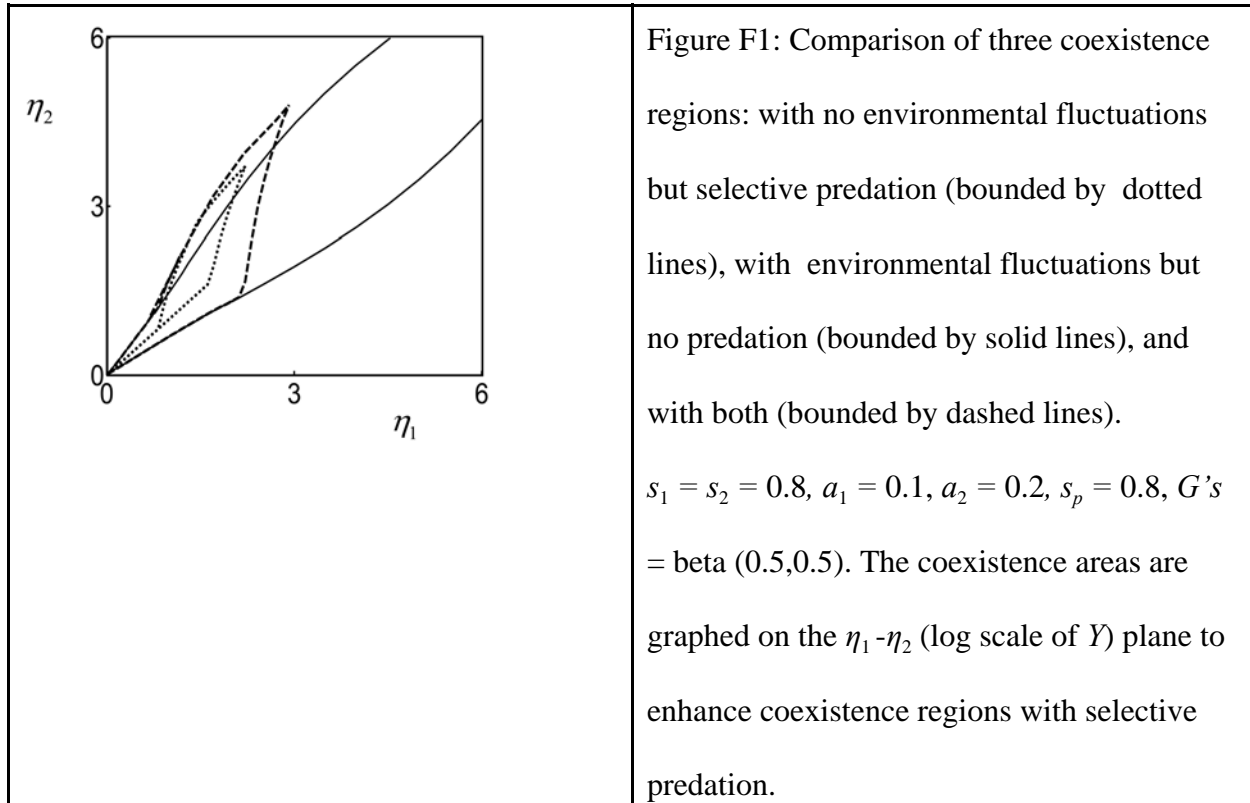 6
η2
3
0
0
3
6
η1
Figure F1: Comparison of three coexistence
regions: with no environmental fluctuations
but selective predation (bounded by dotted
lines), with environmental fluctuations but
no predation (bounded by solid lines), and
with both (bounded by dashed lines).
s1 = s2 = 0.8, a1 = 0.1, a2 = 0.2, sp = 0.8, G's
= beta (0.5,0.5). The coexistence areas are
graphed on the η1 -η2 (log scale of Y) plane to
enhance coexistence regions with selective
predation.